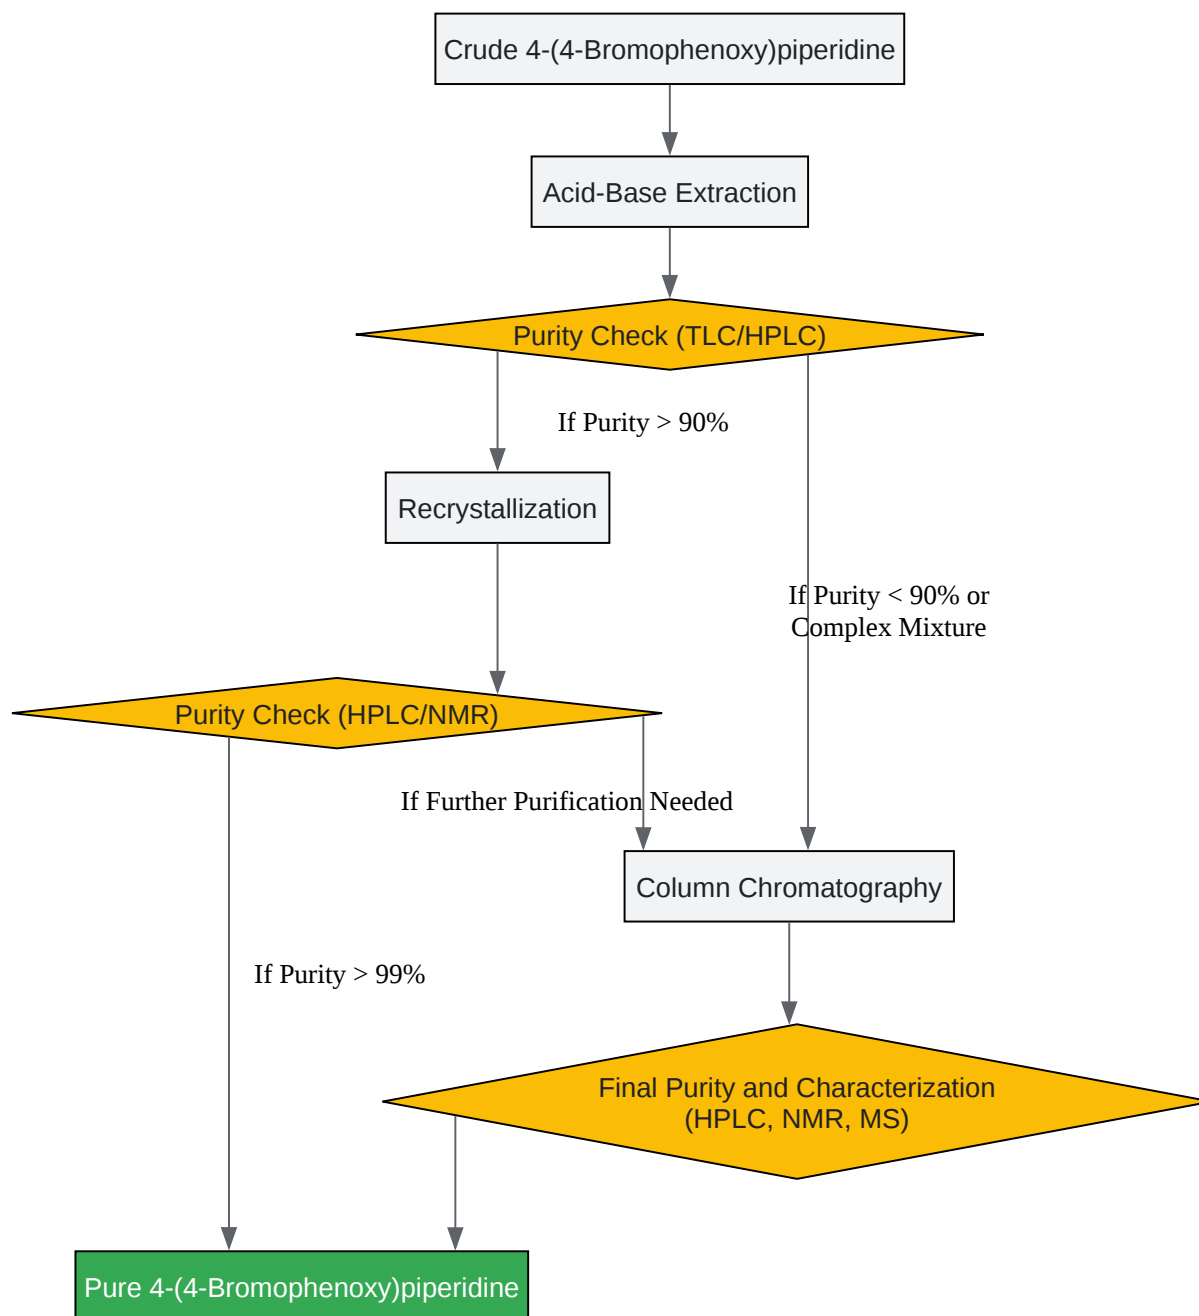 Crude 4-(4-Bromophenoxy)piperidine
Acid-Base Extraction
Purity Check (TLC/HPLC)
If Purity > 90%
Recrystallization
If Purity < 90% or
Complex Mixture
Purity Check (HPLC/NMR)
If Further Purification Needed
Column Chromatography
If Purity > 99%
Final Purity and Characterization
(HPLC, NMR, MS)
Pure 4-(4-Bromophenoxy)piperidine